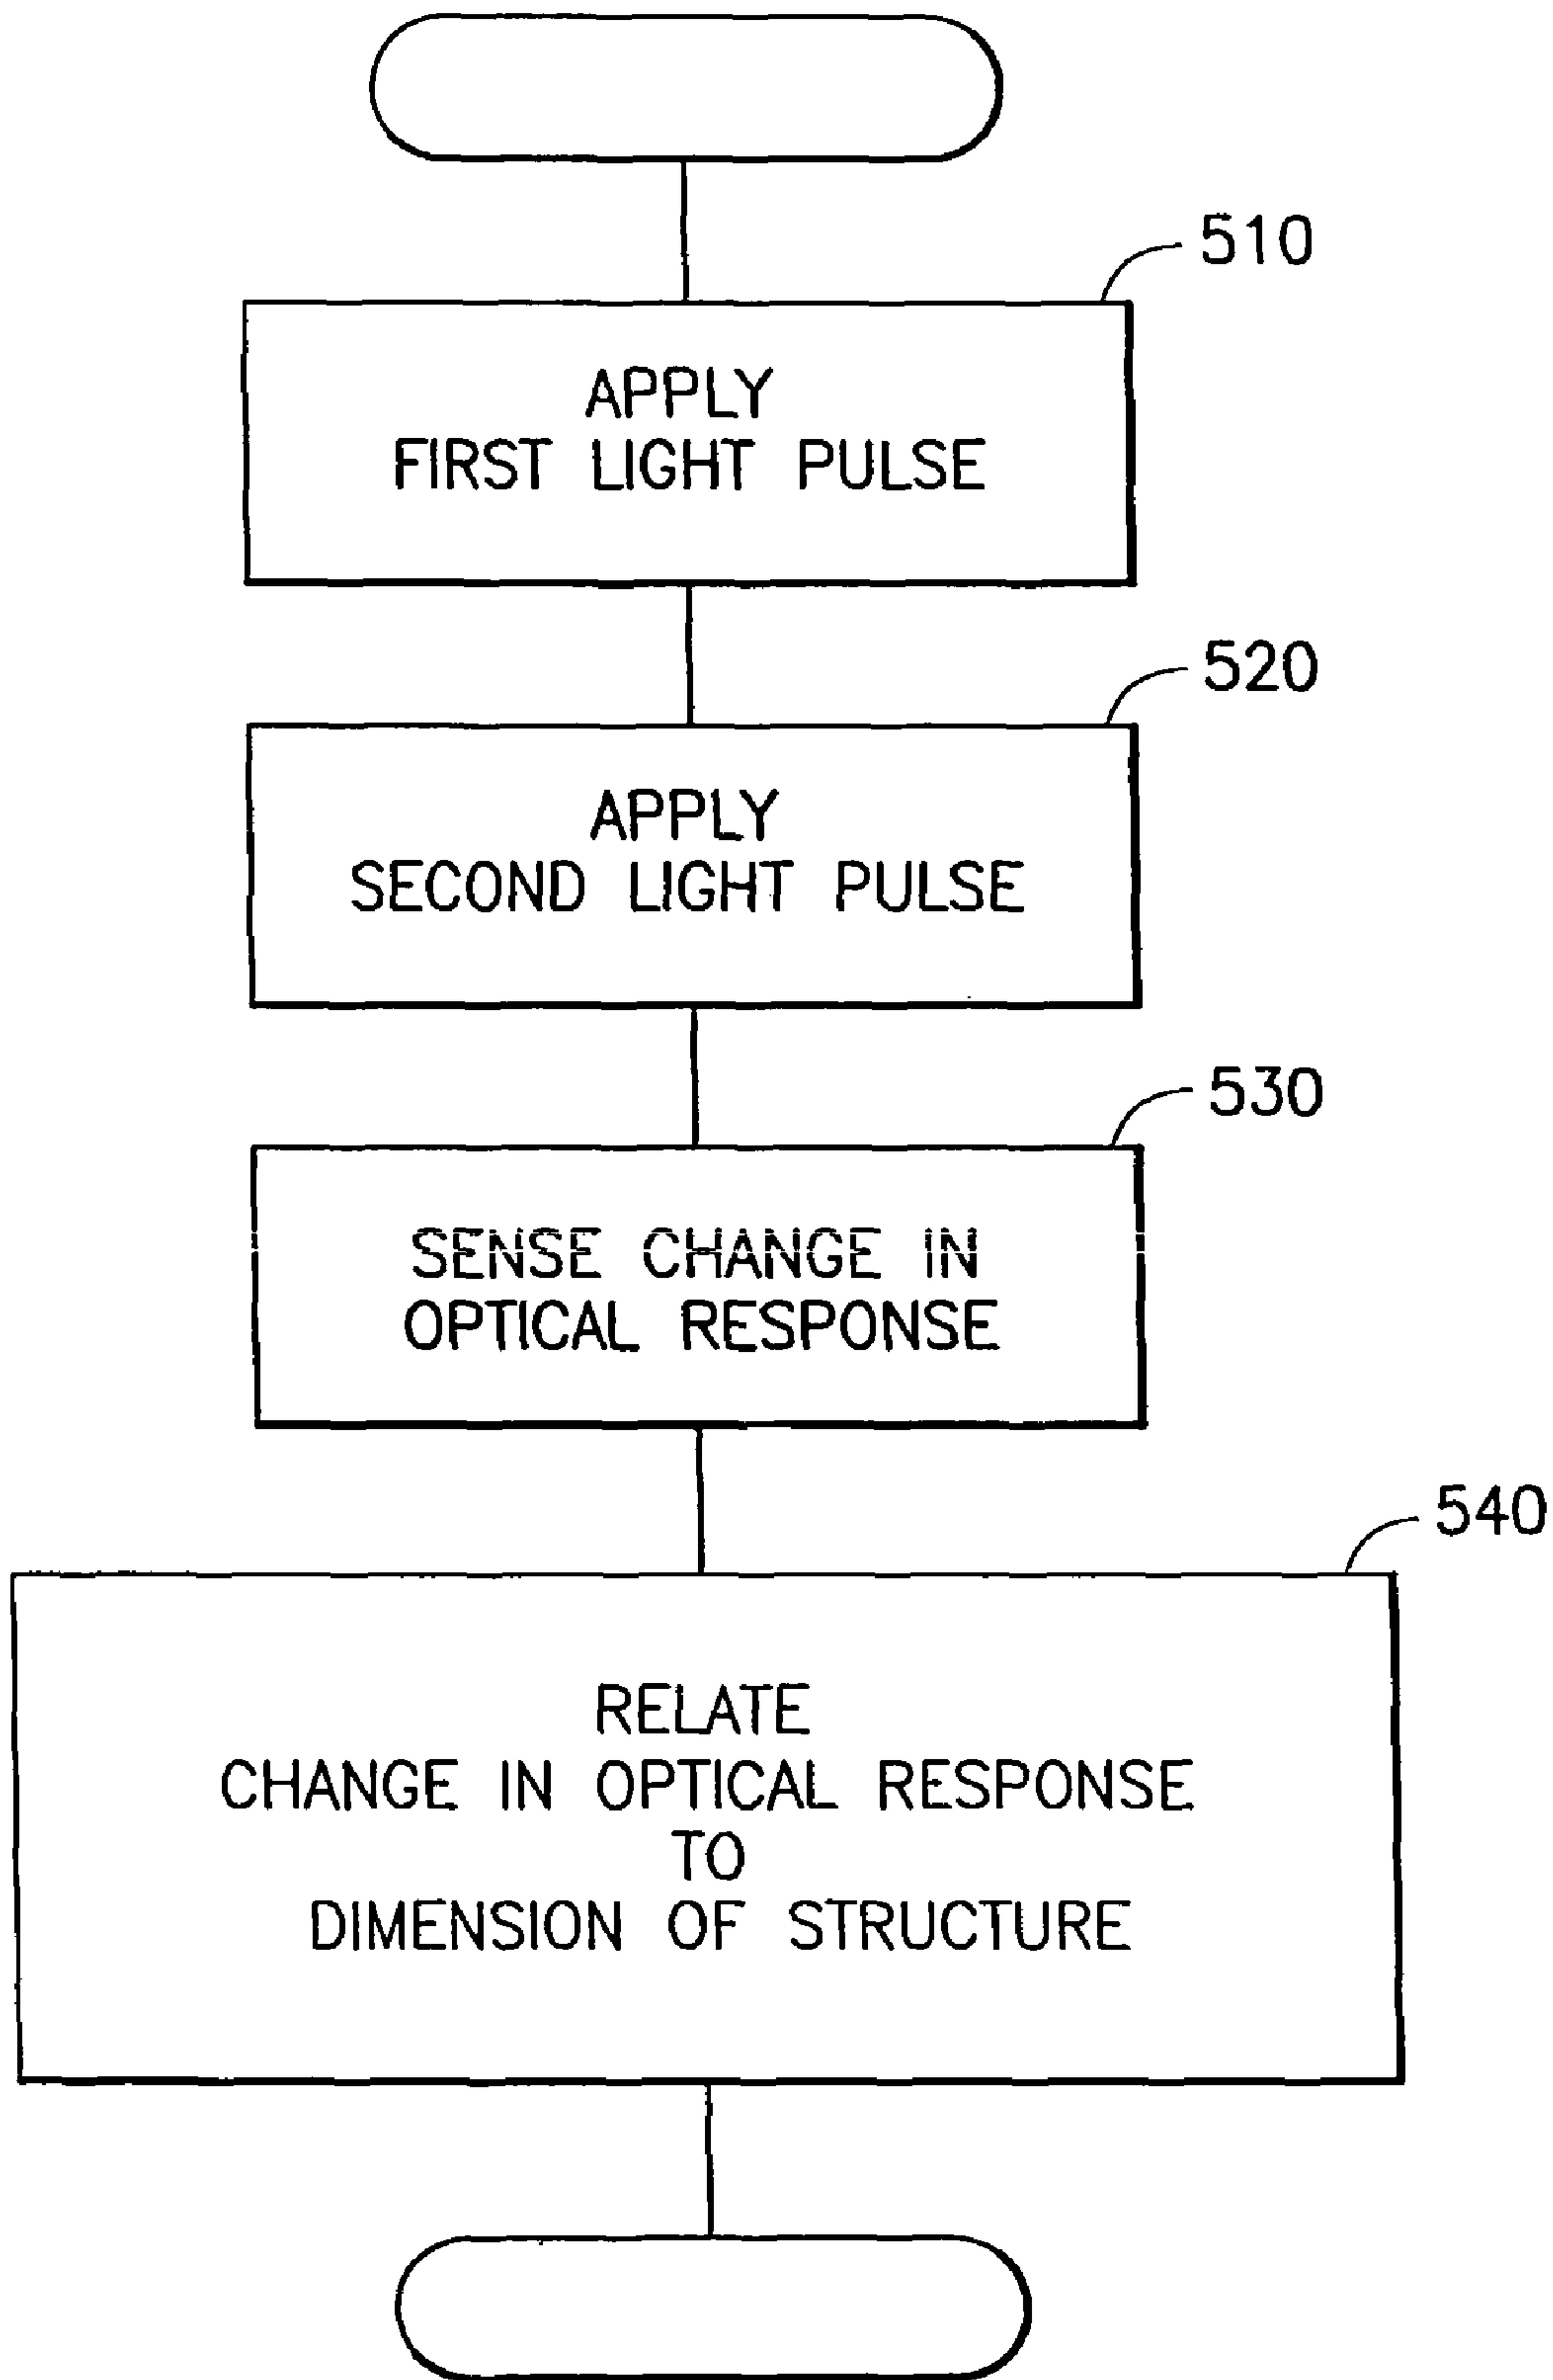 510
APPLY
FIRST LIGHT PULSE
520
APPLY
SECOND LIGHT PULSE
530
SENSE CHANGE IN
OPTICAL RESPONSE
540
RELATE
CHANGE IN OPTICAL RESPONSE
TO
DIMENSION OF STRUCTURE